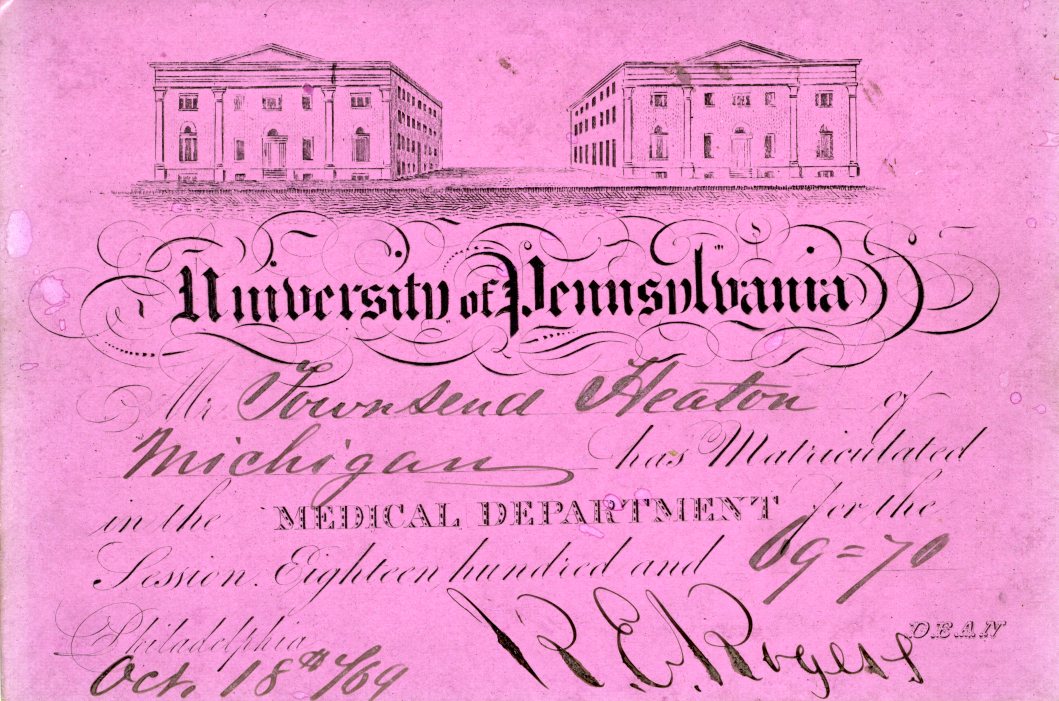 University of Pennsylvania
Mr. Townsend Heaton of
Michigan has Matriculated
in the MEDICAL DEPARTMENT for the
Session. Eighteen hundred and 69=70
Philadelphia
Oct. 18th /69
R. E. Rogers DEAN